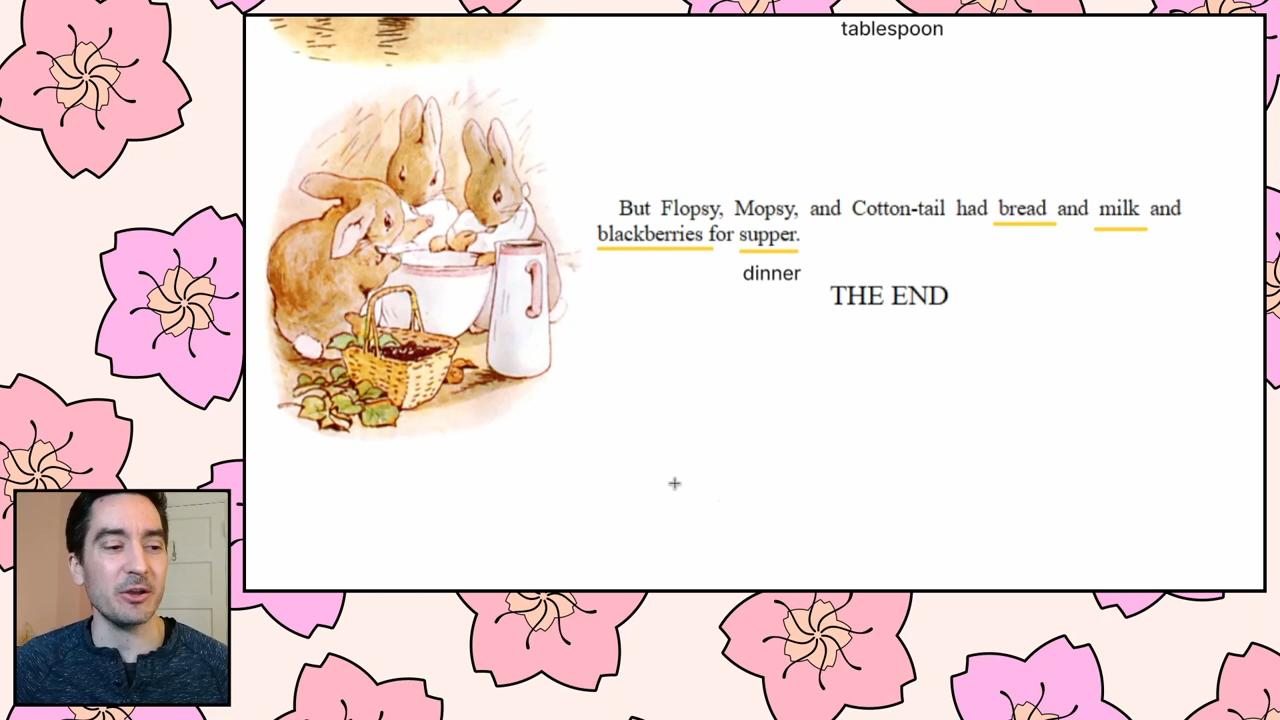 tablespoon
But Flopsy, Mopsy, and Cotton-tail had bread and milk and
blackberries for supper.
dinner
THE END